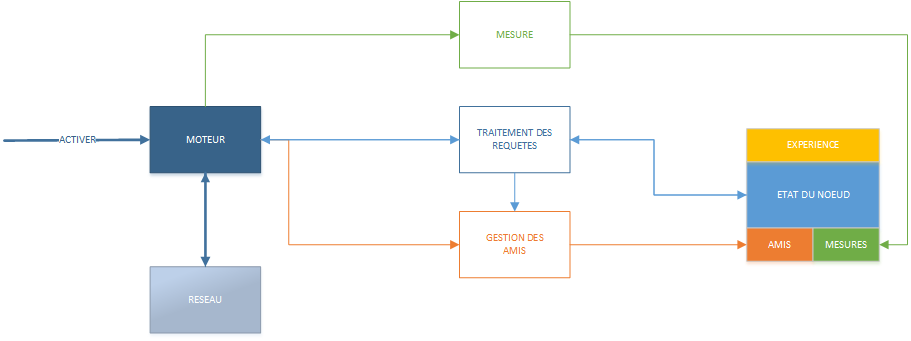 MESURE
ACTIVER
MOTEUR
TRAITEMENT DES
REQUETES
EXPERIENCE
ETAT DU NOEUD
GESTION DES
AMIS
AMIS
MESURES
RESEAU